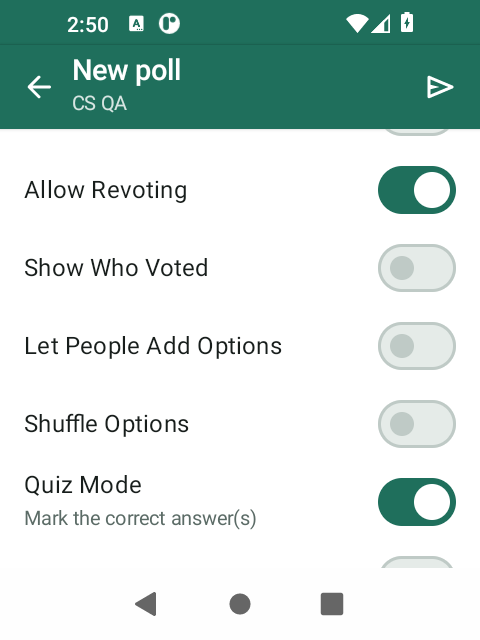 2:50
A
New poll
CS QA
Allow Revoting
Show Who Voted
Let People Add Options
Shuffle Options
Quiz Mode
Mark the correct answer(s)